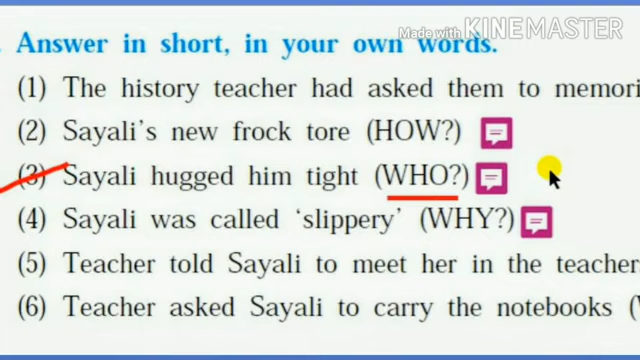 Made with KINEMASTER
Answer in short, in your own words.
(1) The history teacher had asked them to
(2) Sayali's new frock tore (HOW?)
(3) Sayali hugged him tight (WHO?)
(4) Sayali was called 'slippery' (WHY?)
(5) Teacher told Sayali to meet her in the
(6) Teacher asked Sayali to carry the notebooks